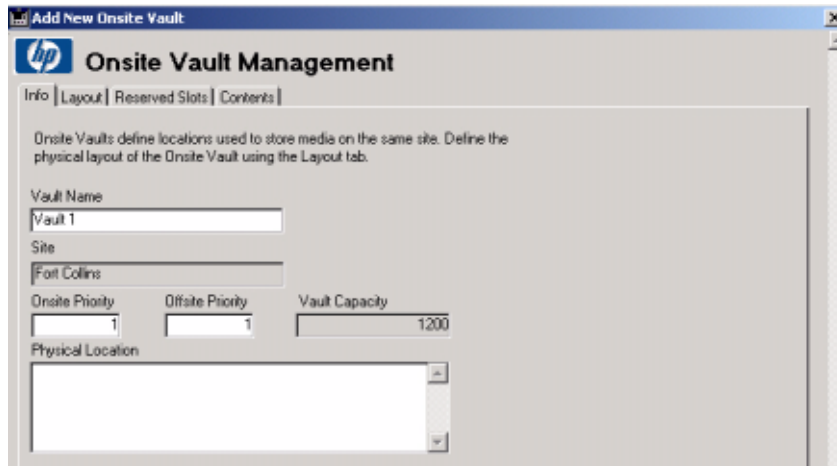 Add New Onsite Vault
hp
Onsite Vault Management
Info Layout Reserved Slots Contents
Onsite Vaults define locations used to store media on the same site. Define the
physical layout of the Onsite Vault using the Layout tab.
Vault Name
Vault 1
Site
Fort Collins
Onsite Priority Offsite Priority Vault Capacity
1 1 1200
Physical Location